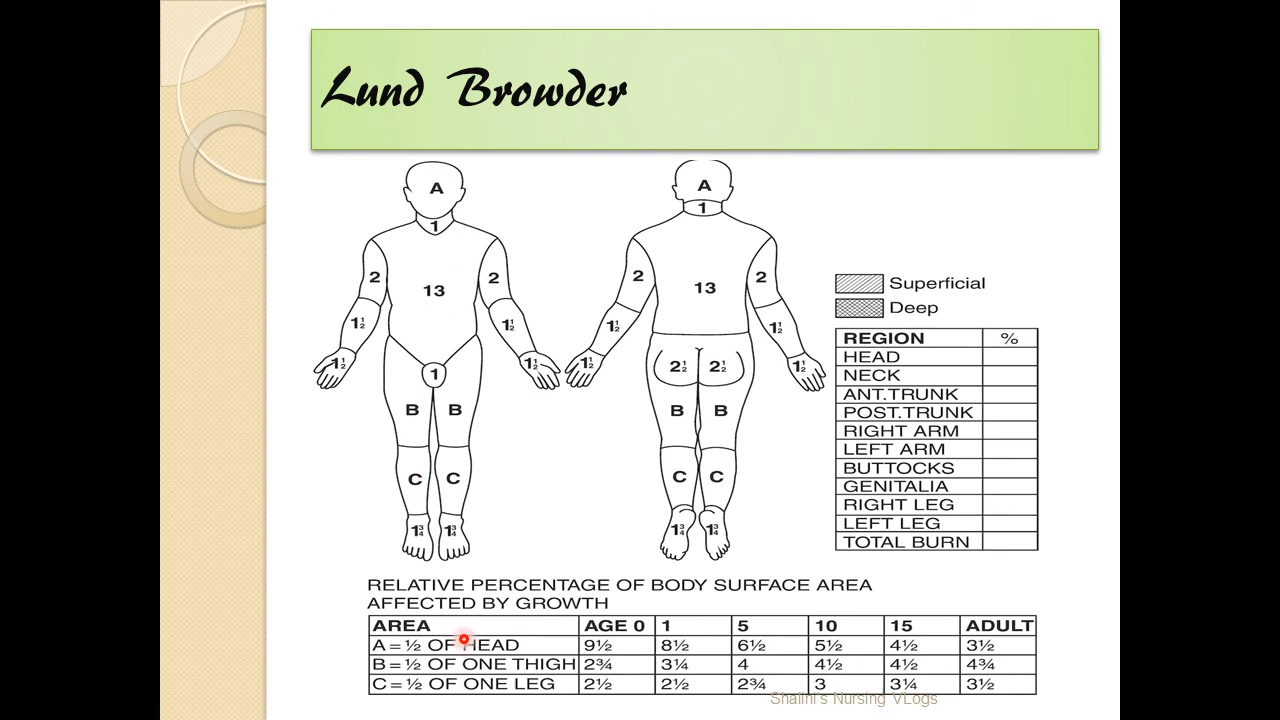 Lund Browder
A
A
1
1
2
2
2
2
13
13
1½
1½
1½
1½
1½
1½
1½
1½
1
2½
2½
B
B
B
B
C
C
C
C
1¾
1¾
1¾
1¾
Superficial
Deep
REGION %
HEAD
NECK
ANT.TRUNK
POST.TRUNK
RIGHT ARM
LEFT ARM
BUTTOCKS
GENITALIA
RIGHT LEG
LEFT LEG
TOTAL BURN
RELATIVE PERCENTAGE OF BODY SURFACE AREA
AFFECTED BY GROWTH
AREA AGE 0 1 5 10 15 ADULT
A = ½ OF HEAD 9½ 8½ 6½ 5½ 4½ 3½
B = ½ OF ONE THIGH 2¾ 3¼ 4 4½ 4½ 4¾
C = ½ OF ONE LEG 2½ 2½ 2¾ 3 3¼ 3½
Shalini's Nursing VLogs